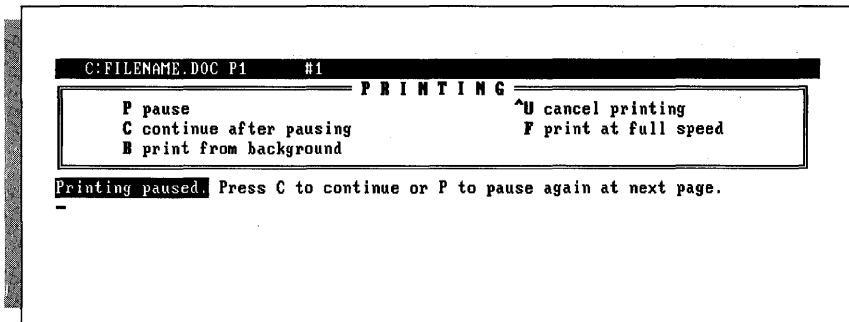 C:FILENAME.DOC P1 #1
PRINTING
P pause ^U cancel printing
C continue after pausing F print at full speed
B print from background
Printing paused. Press C to continue or P to pause again at next page.